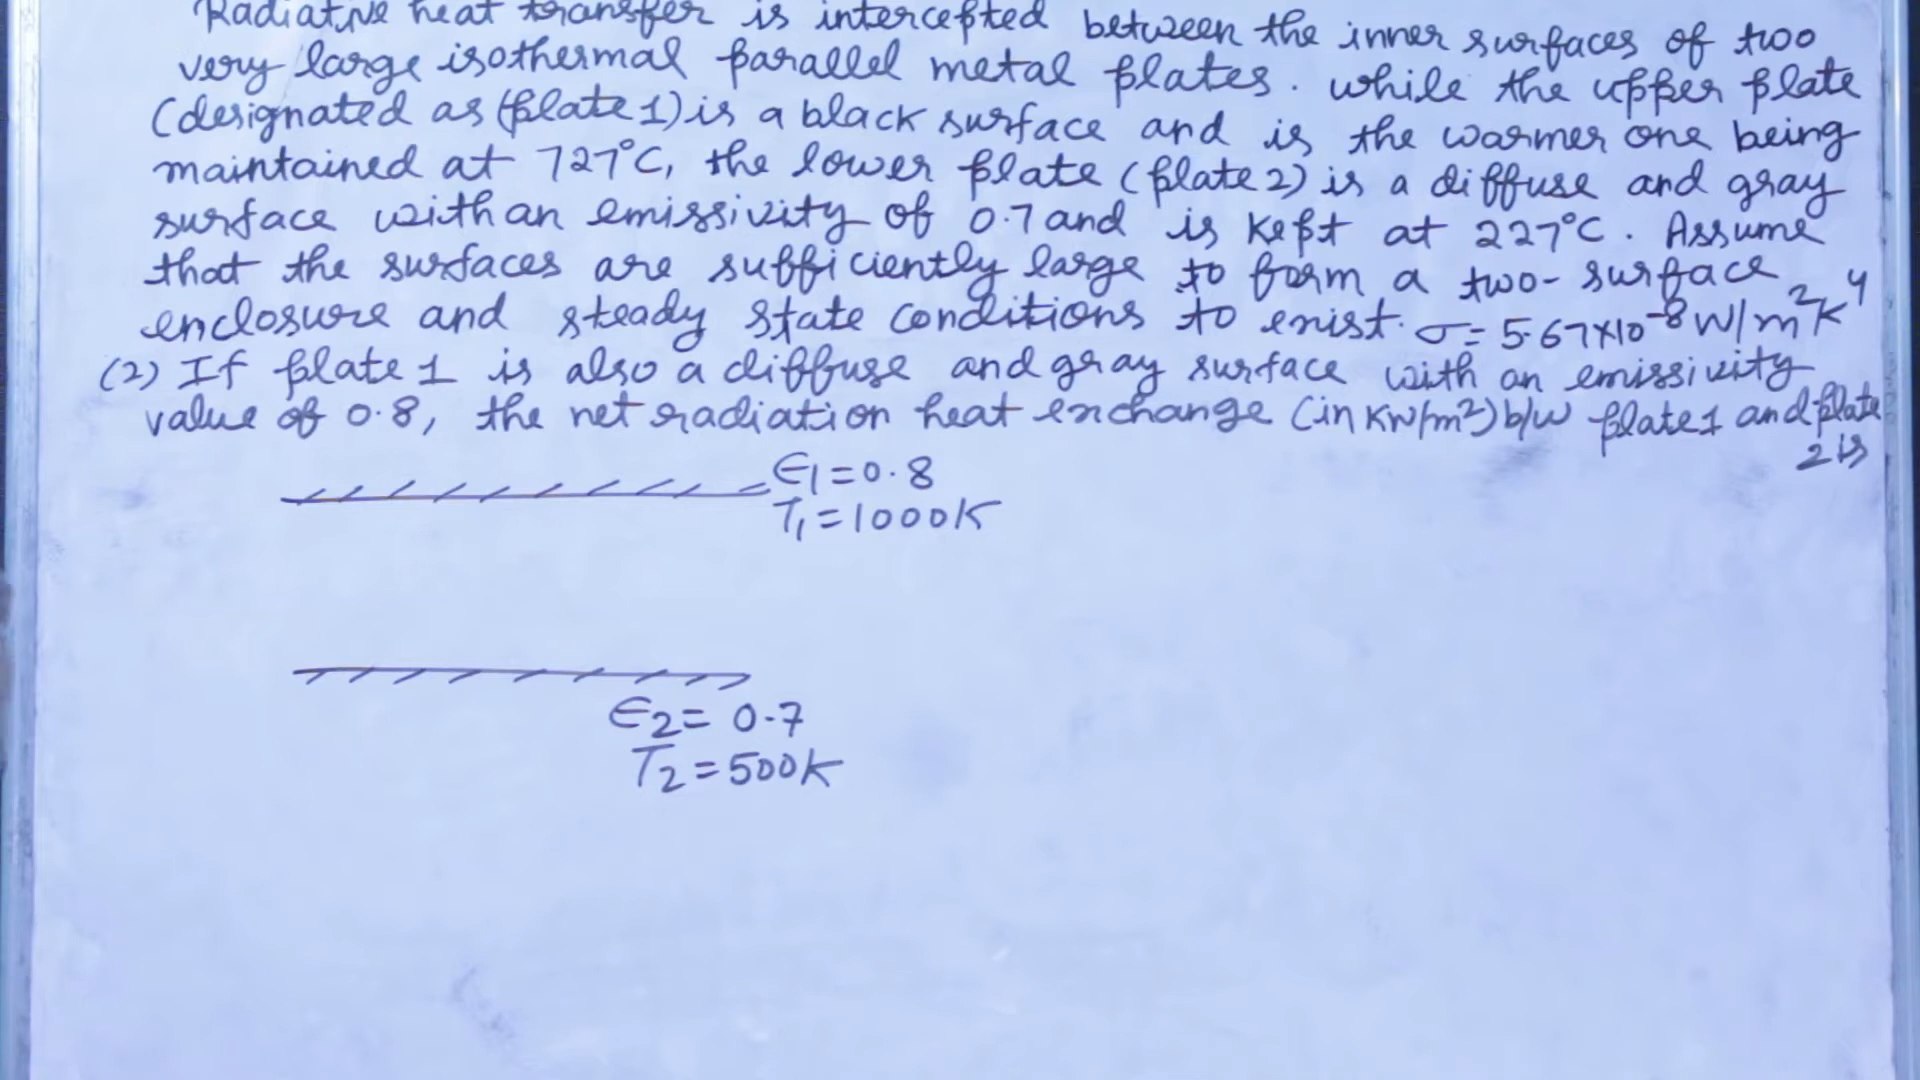 Radiative heat transfer is intercepted between the inner surfaces of two
very large isothermal parallel metal plates. while the upper plate
(designated as (plate 1) is a black surface and is the warmer one being
maintained at 727°C, the lower plate (plate 2) is a diffuse and gray
surface with an emissivity of 0.7 and is kept at 227°C. Assume
that the surfaces are sufficiently large to form a two-surface
enclosure and steady state conditions to exist. σ = 5.67×10⁻⁸ W/m²K⁴
(2) If plate 1 is also a diffuse and gray surface with an emissivity
value of 0.8, the net radiation heat exchange (in KW/m²) b/w plate 1 and plate
2 is
ϵ1 = 0.8
T1 = 1000K
ϵ2 = 0.7
T2 = 500K